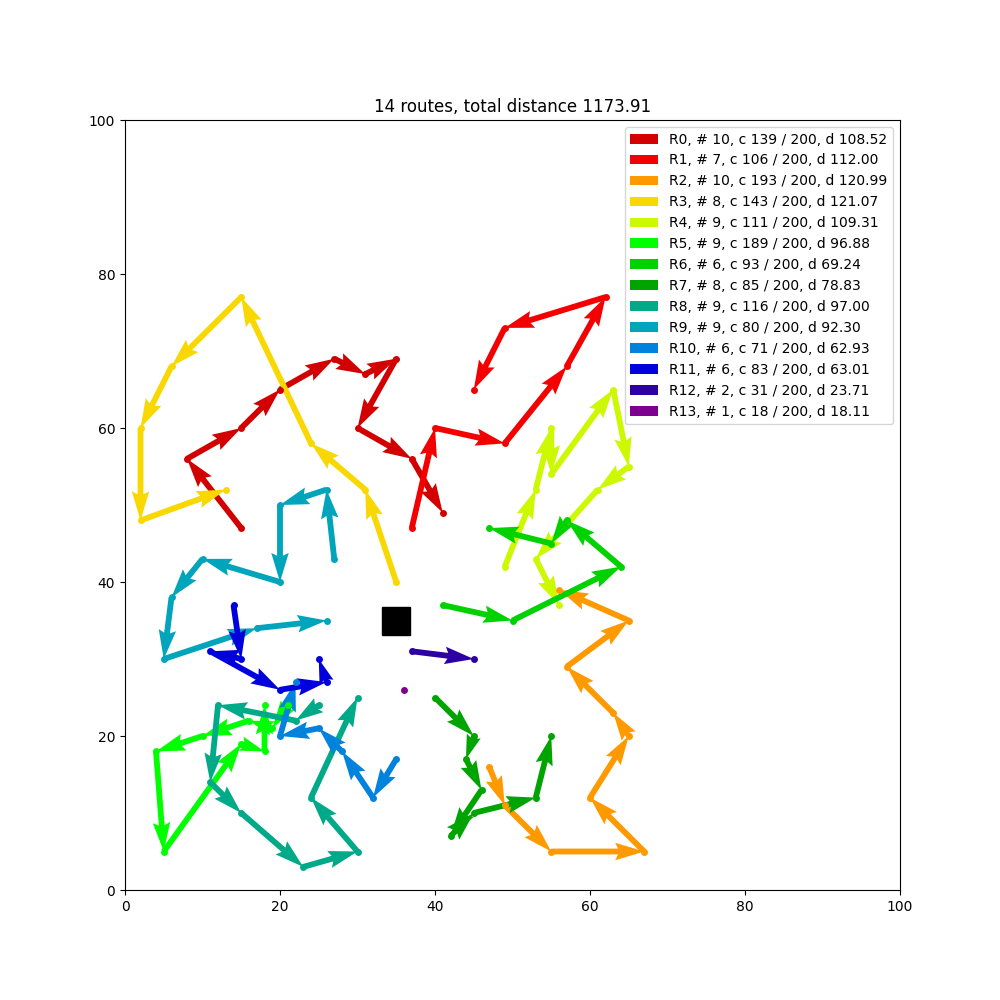 14 routes, total distance 1173.91
R0, # 10, c 139 / 200, d 108.52
R1, # 7, c 106 / 200, d 112.00
R2, # 10, c 193 / 200, d 120.99
R3, # 8, c 143 / 200, d 121.07
R4, # 9, c 111 / 200, d 109.31
R5, # 9, c 189 / 200, d 96.88
R6, # 6, c 93 / 200, d 69.24
R7, # 8, c 85 / 200, d 78.83
R8, # 9, c 116 / 200, d 97.00
R9, # 9, c 80 / 200, d 92.30
R10, # 6, c 71 / 200, d 62.93
R11, # 6, c 83 / 200, d 63.01
R12, # 2, c 31 / 200, d 23.71
R13, # 1, c 18 / 200, d 18.11
100
80
60
40
20
0
0 20 40 60 80 100